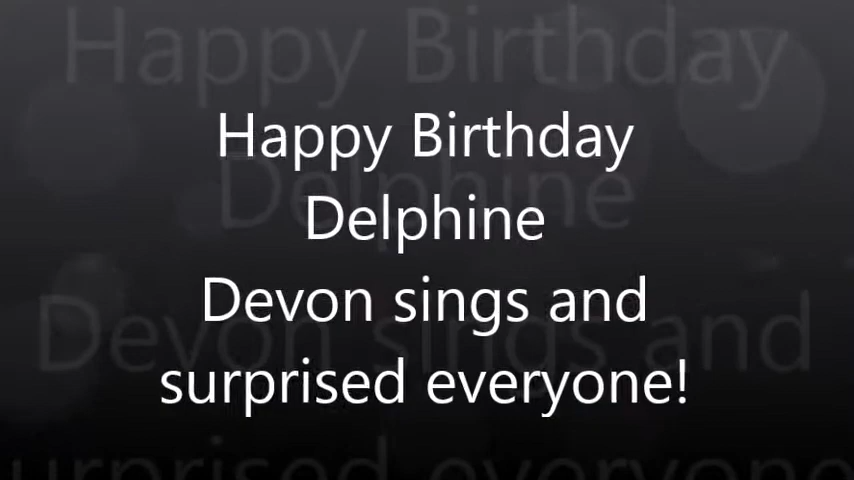 Happy Birthday
Delphine
Devon sings and
surprised everyone!